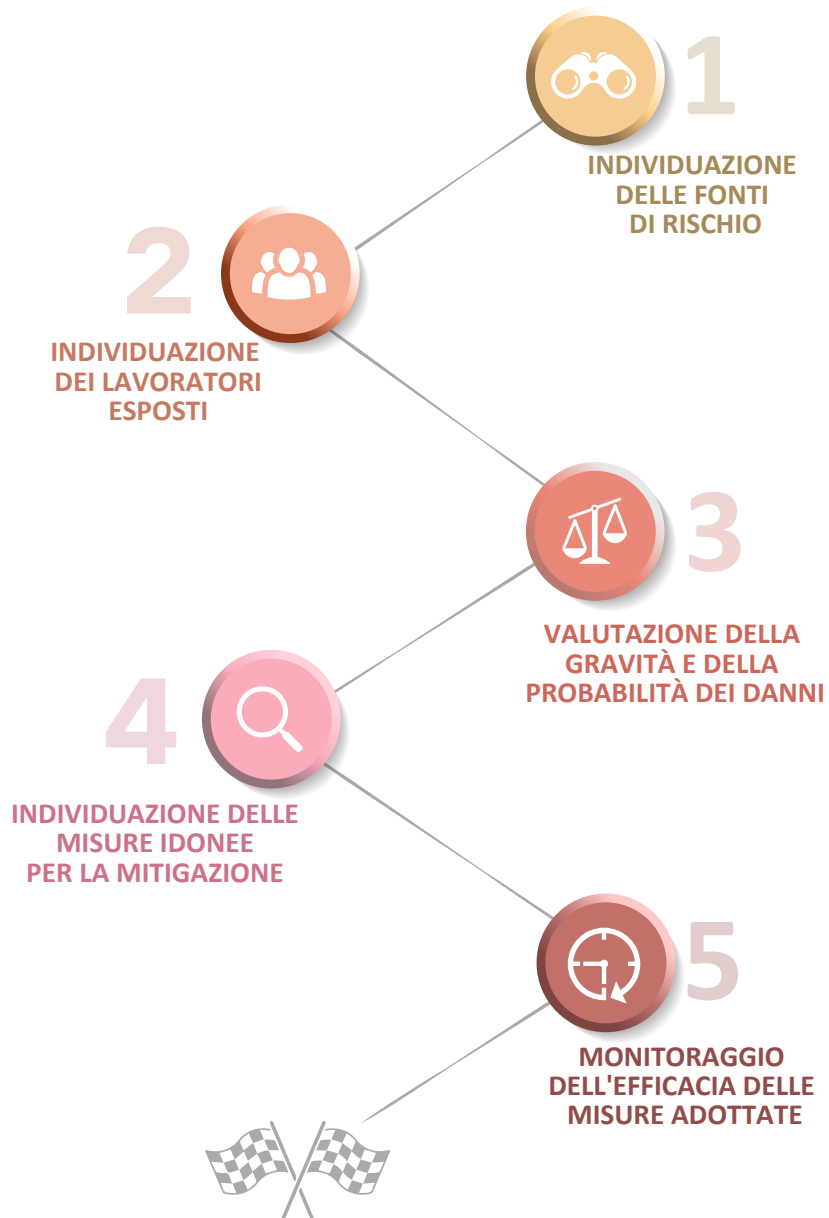 1
INDIVIDUAZIONE
DELLE FONTI
DI RISCHIO
2
INDIVIDUAZIONE
DEI LAVORATORI
ESPOSTI
3
VALUTAZIONE DELLA
GRAVITÀ E DELLA
PROBABILITÀ DEI DANNI
4
INDIVIDUAZIONE DELLE
MISURE IDONEE
PER LA MITIGAZIONE
5
MONITORAGGIO
DELL'EFFICACIA DELLE
MISURE ADOTTATE